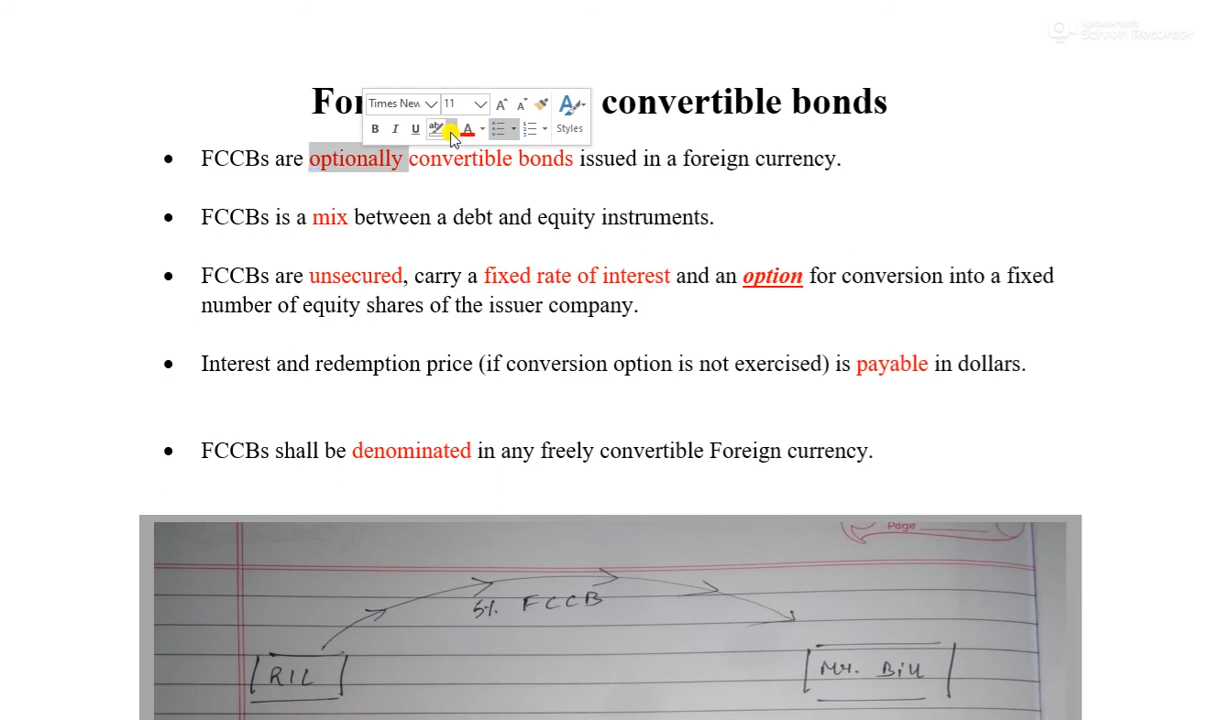 Apowersoft
Screen Recorder
For convertible bonds
Times New 11
B I U Styles
• FCCBs are optionally convertible bonds issued in a foreign currency.
• FCCBs is a mix between a debt and equity instruments.
• FCCBs are unsecured, carry a fixed rate of interest and an option for conversion into a fixed
number of equity shares of the issuer company.
• Interest and redemption price (if conversion option is not exercised) is payable in dollars.
• FCCBs shall be denominated in any freely convertible Foreign currency.
Page
5% FCCB
RIL
Mr. Bill